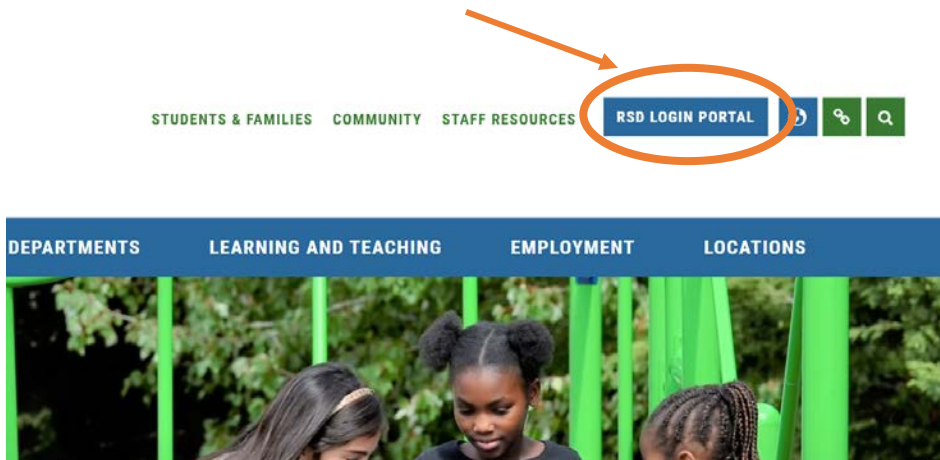 STUDENTS & FAMILIES COMMUNITY STAFF RESOURCES RSD LOGIN PORTAL
DEPARTMENTS LEARNING AND TEACHING EMPLOYMENT LOCATIONS